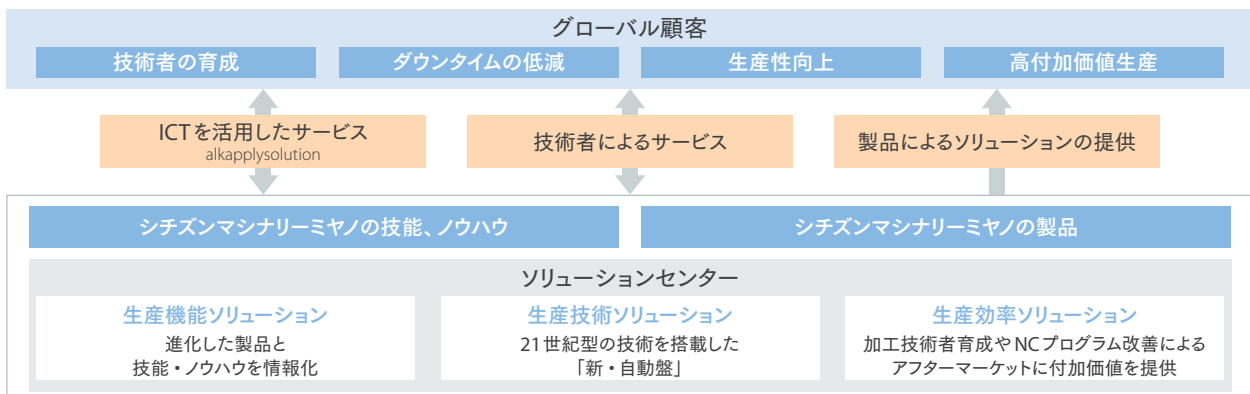 グローバル顧客
技術者の育成
ダウンタイムの低減
生産性向上
高付加価値生産
ICTを活用したサービス
alkapplysolution
技術者によるサービス
製品によるソリューションの提供
シチズンマシナリーミヤノの技能、ノウハウ
シチズンマシナリーミヤノの製品
ソリューションセンター
生産機能ソリューション
進化した製品と
技能・ノウハウを情報化
生産技術ソリューション
21世紀型の技術を搭載した
「新・自動盤」
生産効率ソリューション
加工技術者育成やNCプログラム改善による
アフターマーケットに付加価値を提供